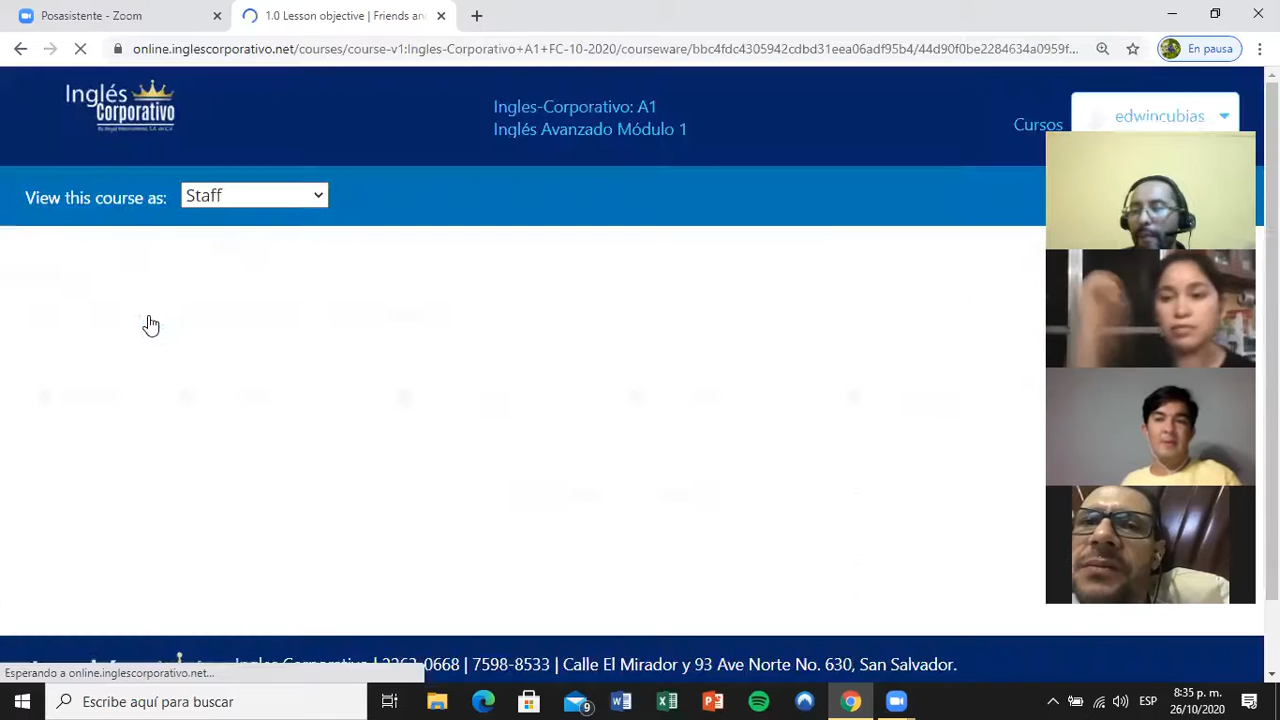 Posasistente - Zoom
1.0 Lesson objective | Friends an
online.inglescorporativo.net/courses/course-v1:Ingles-Corporativo+A1+FC-10-2020/courseware/bbc4fdc4305942cdbd31eea06adf95b4/44d90f0be2284634a0959f...
En pausa
Inglés
Corporativo
Ingles-Corporativo: A1
Inglés Avanzado Módulo 1
Cursos
edwincubias
View this course as:
Staff
Esperando a online.inglescorporativo.net...
Ingles Corporativo | 2263-0668 | 7598-8533 | Calle El Mirador y 93 Ave Norte No. 630, San Salvador.
Escribe aquí para buscar
9
ESP
8:35 p. m.
26/10/2020